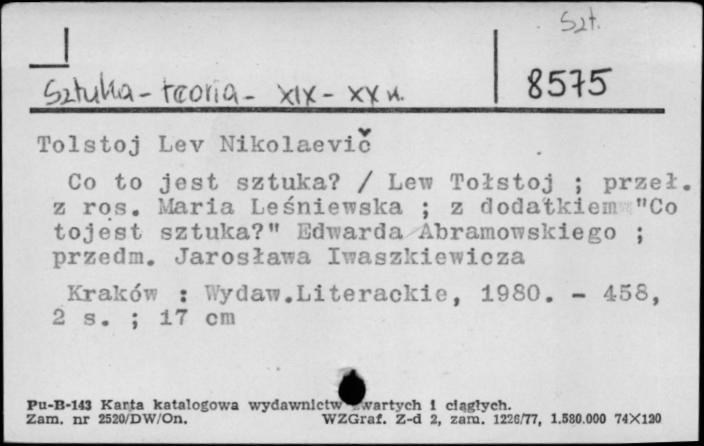 Szt.
Sztuka - teoria - XIX - XX w.
8575
Tolstoj Lev Nikolaevič
Co to jest sztuka? / Lew Tołstoj ; przeł.
z ros. Maria Leśniewska ; z dodatkiem "Co
tojest sztuka?" Edwarda Abramowskiego ;
przedm. Jarosława Iwaszkiewicza
Kraków : Wydaw.Literackie, 1980. - 458,
2 s. ; 17 cm
Pu-B-143 Karta katalogowa wydawnictw zwartych i ciągłych.
Zam. nr 2520/DW/On. WZGraf. Z-d 2, zam. 1226/77, 1.580.000 74X120